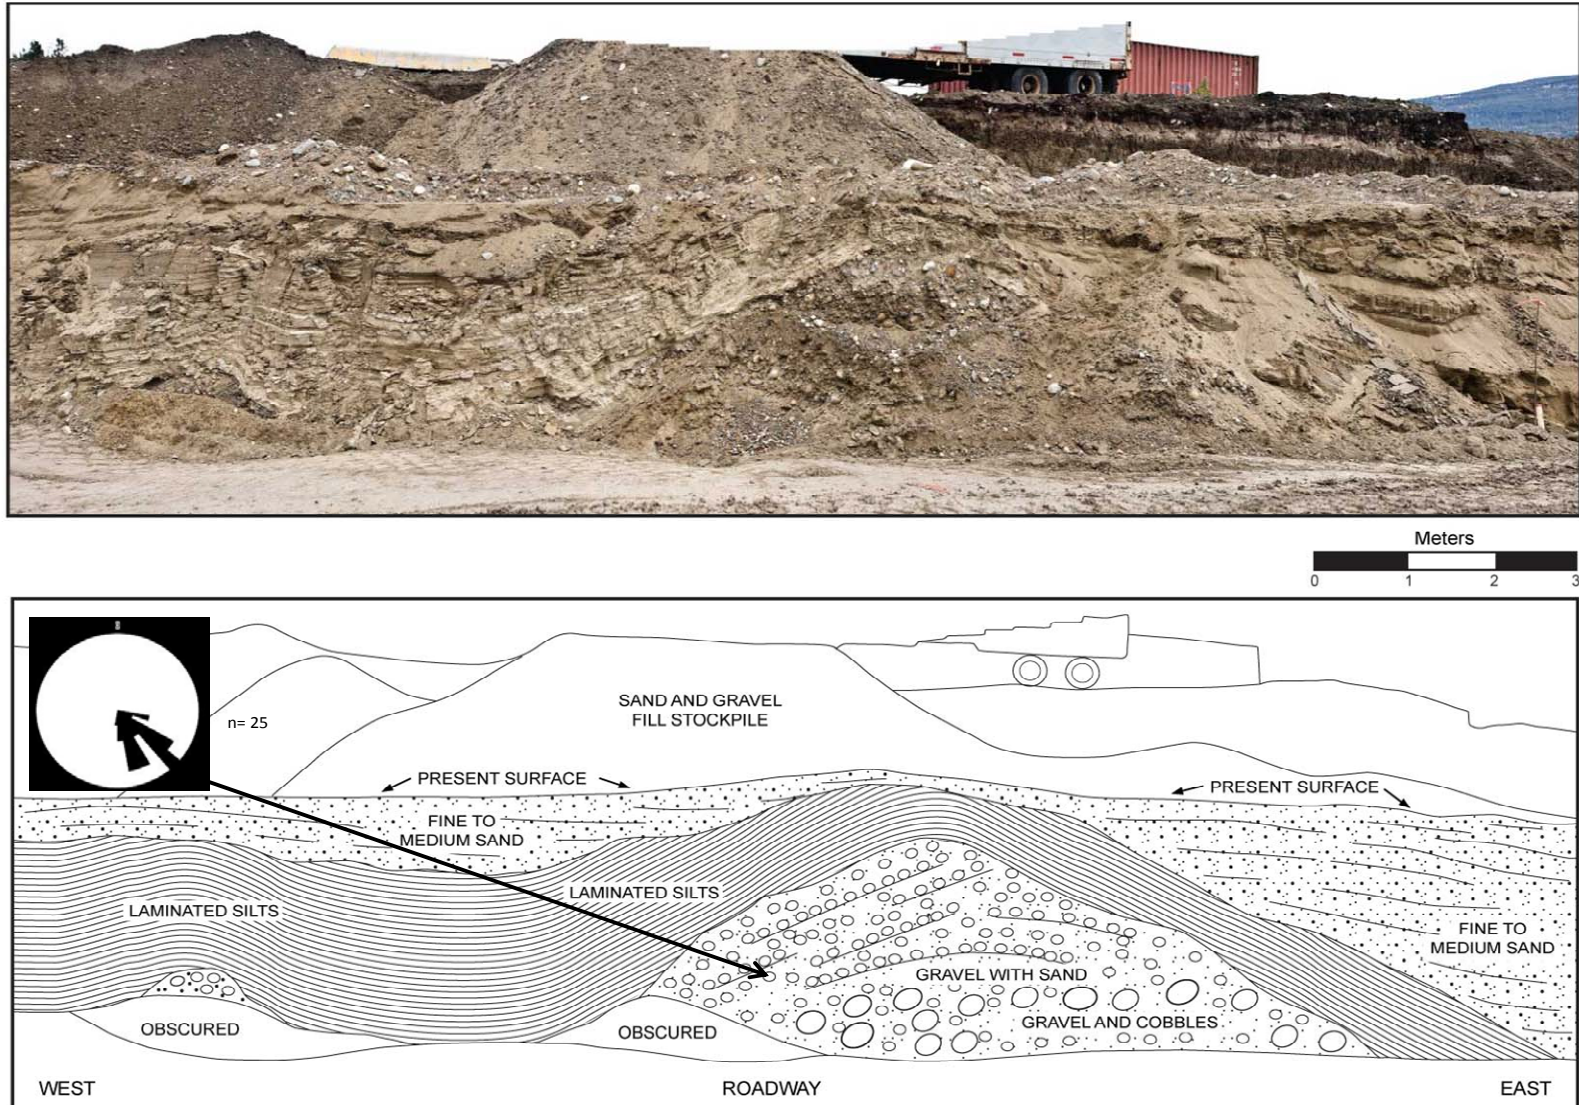 Meters
0 1 2 3
n= 25
SAND AND GRAVEL
FILL STOCKPILE
PRESENT SURFACE
PRESENT SURFACE
FINE TO
MEDIUM SAND
LAMINATED SILTS
LAMINATED SILTS
FINE TO
MEDIUM SAND
GRAVEL WITH SAND
OBSCURED
OBSCURED
GRAVEL AND COBBLES
WEST
ROADWAY
EAST